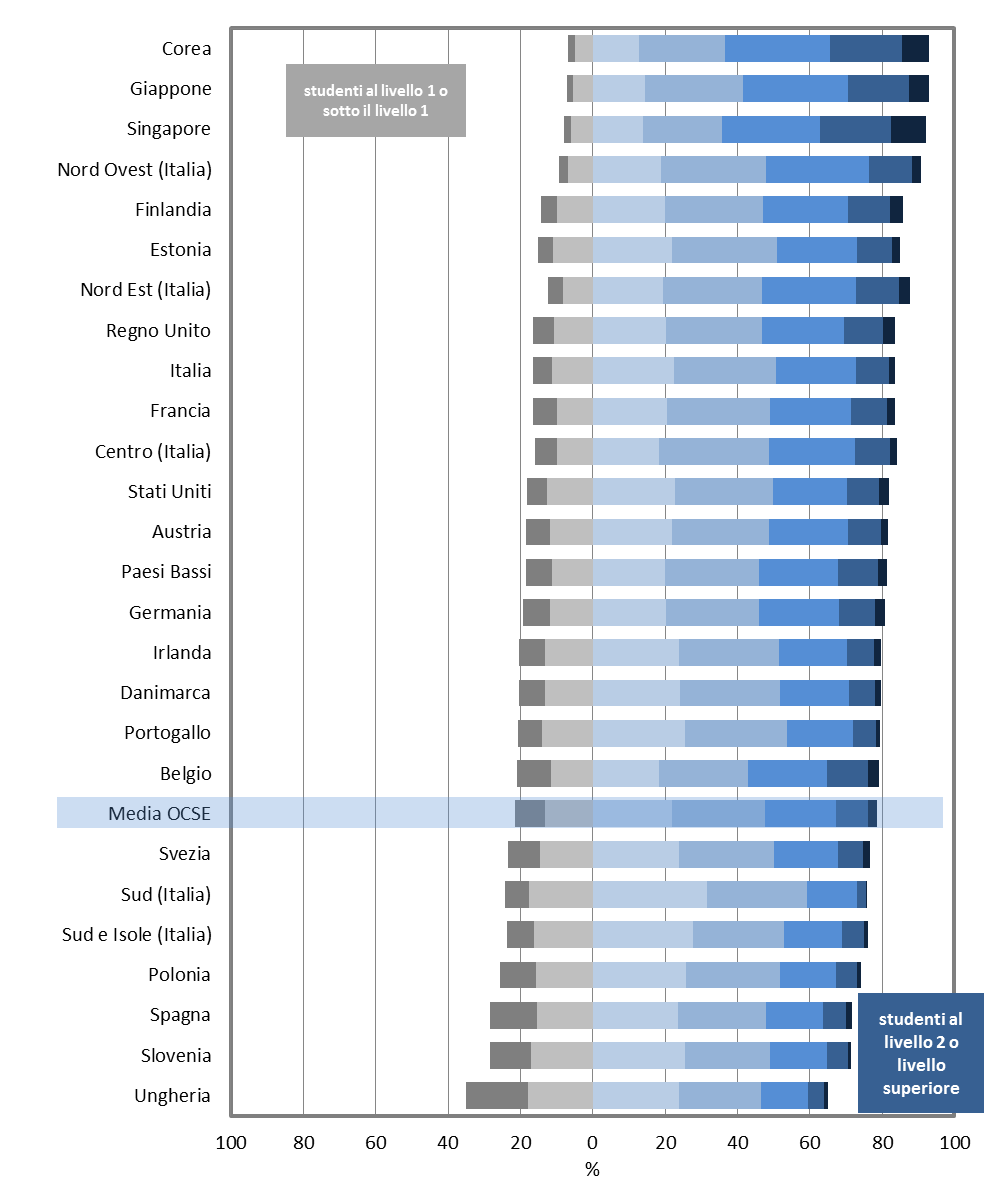 Corea
studenti al livello 1 o
sotto il livello 1
Giappone
Singapore
Nord Ovest (Italia)
Finlandia
Estonia
Nord Est (Italia)
Regno Unito
Italia
Francia
Centro (Italia)
Stati Uniti
Austria
Paesi Bassi
Germania
Irlanda
Danimarca
Portogallo
Belgio
Media OCSE
Svezia
Sud (Italia)
Sud e Isole (Italia)
Polonia
Spagna
Slovenia
Ungheria
studenti al
livello 2 o
livello
superiore
100 80 60 40 20 0 20 40 60 80 100
%